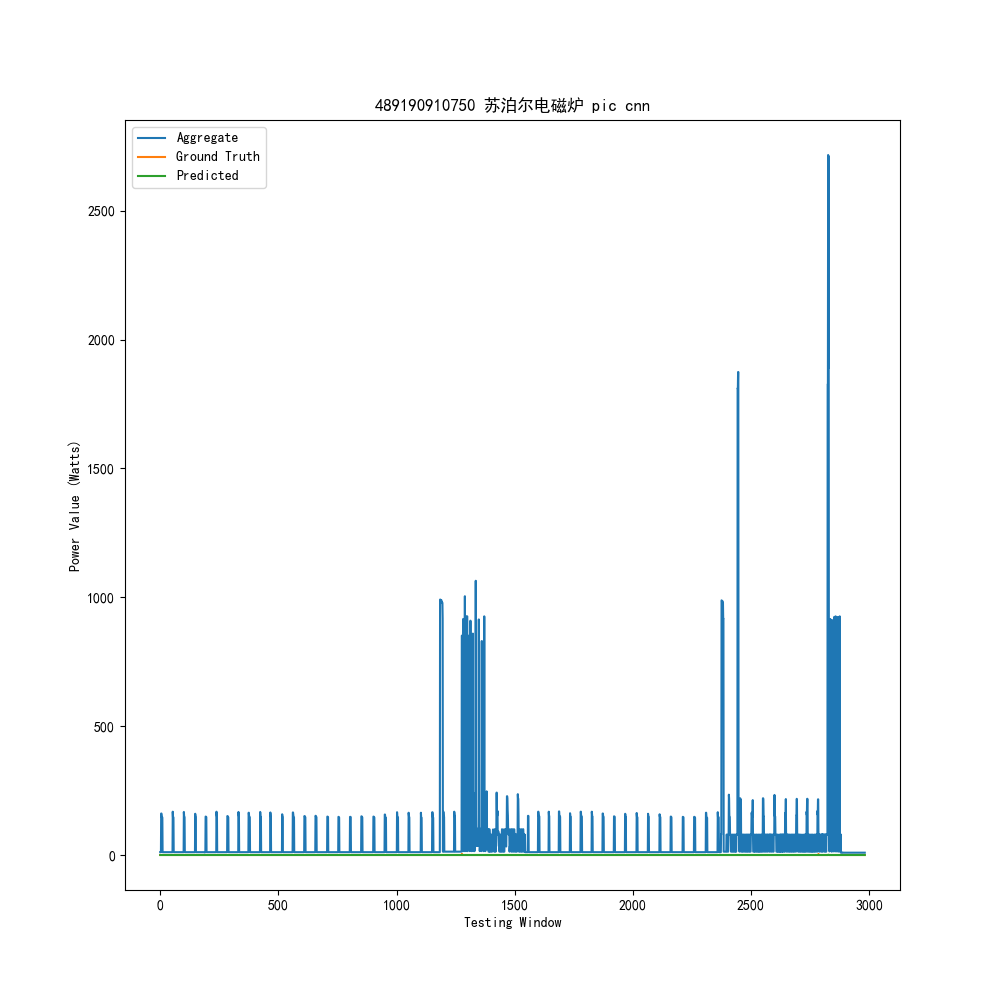 489190910750 苏泊尔电磁炉 pic cnn
Aggregate
Ground Truth
Predicted
2500
2000
1500
1000
500
0
Power Value (Watts)
0 500 1000 1500 2000 2500 3000
Testing Window